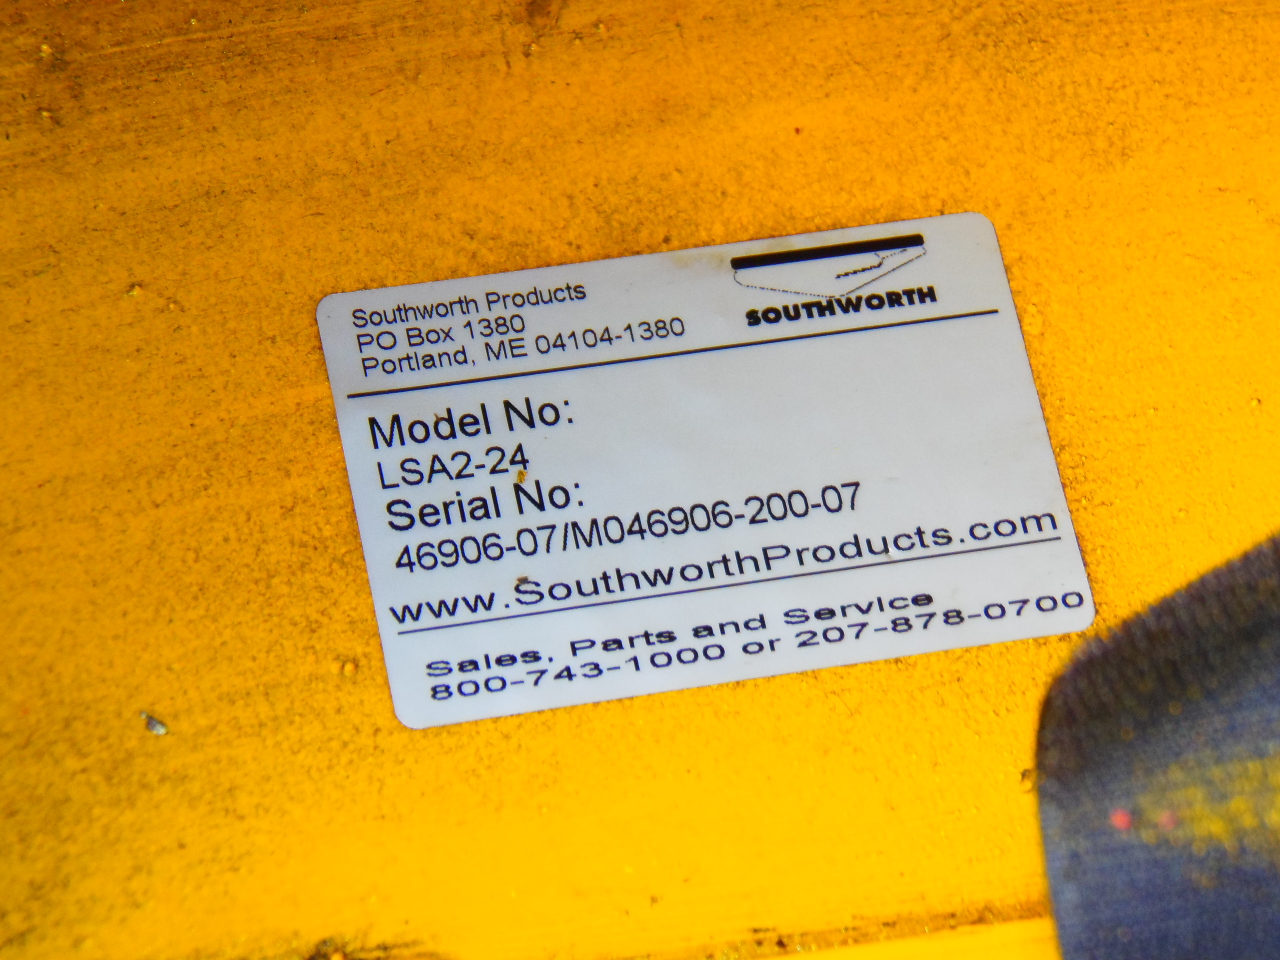 Southworth Products
PO Box 1380
Portland, ME 04104-1380
SOUTHWORTH
Model No:
LSA2-24
Serial No:
46906-07/M046906-200-07
www.SouthworthProducts.com
Sales, Parts and Service
800-743-1000 or 207-878-0700